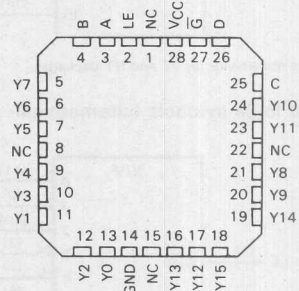 B A LE NC VCC G̅ D
4 3 2 1 28 27 26
Y7 5 25 C
Y6 6 24 Y10
Y5 7 23 Y11
NC 8 22 NC
Y4 9 21 Y8
Y3 10 20 Y9
Y1 11 19 Y14
12 13 14 15 16 17 18
Y2 Y0 GND NC Y13 Y12 Y15